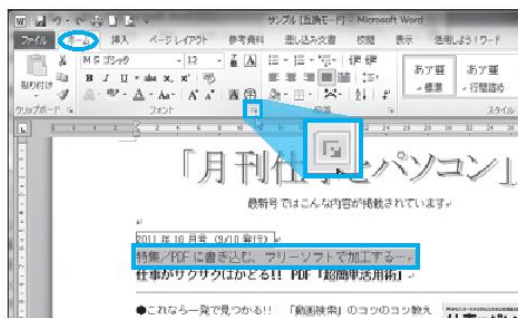 サンプル [互換モード] - Microsoft Word
ファイル ホーム 挿入 ページ レイアウト 参考資料 差し込み文書 校閲 表示 活用しよう!ワード
MS ゴシック 12
あア亜 あア亜
貼り付け 標準 行間詰め
クリップボード フォント 段落 スタイル
「月刊仕事とパソコン」
最新号ではこんな内容が掲載されています
2011 年 10 月号 (9/10 発行)
特集/PDF に書き込む、フリーソフトで加工する…
仕事がサクサクはかどる!! PDF「超簡単活用術」
●これなら一発で見つかる!! 「動画検索」のコツのコツ教え